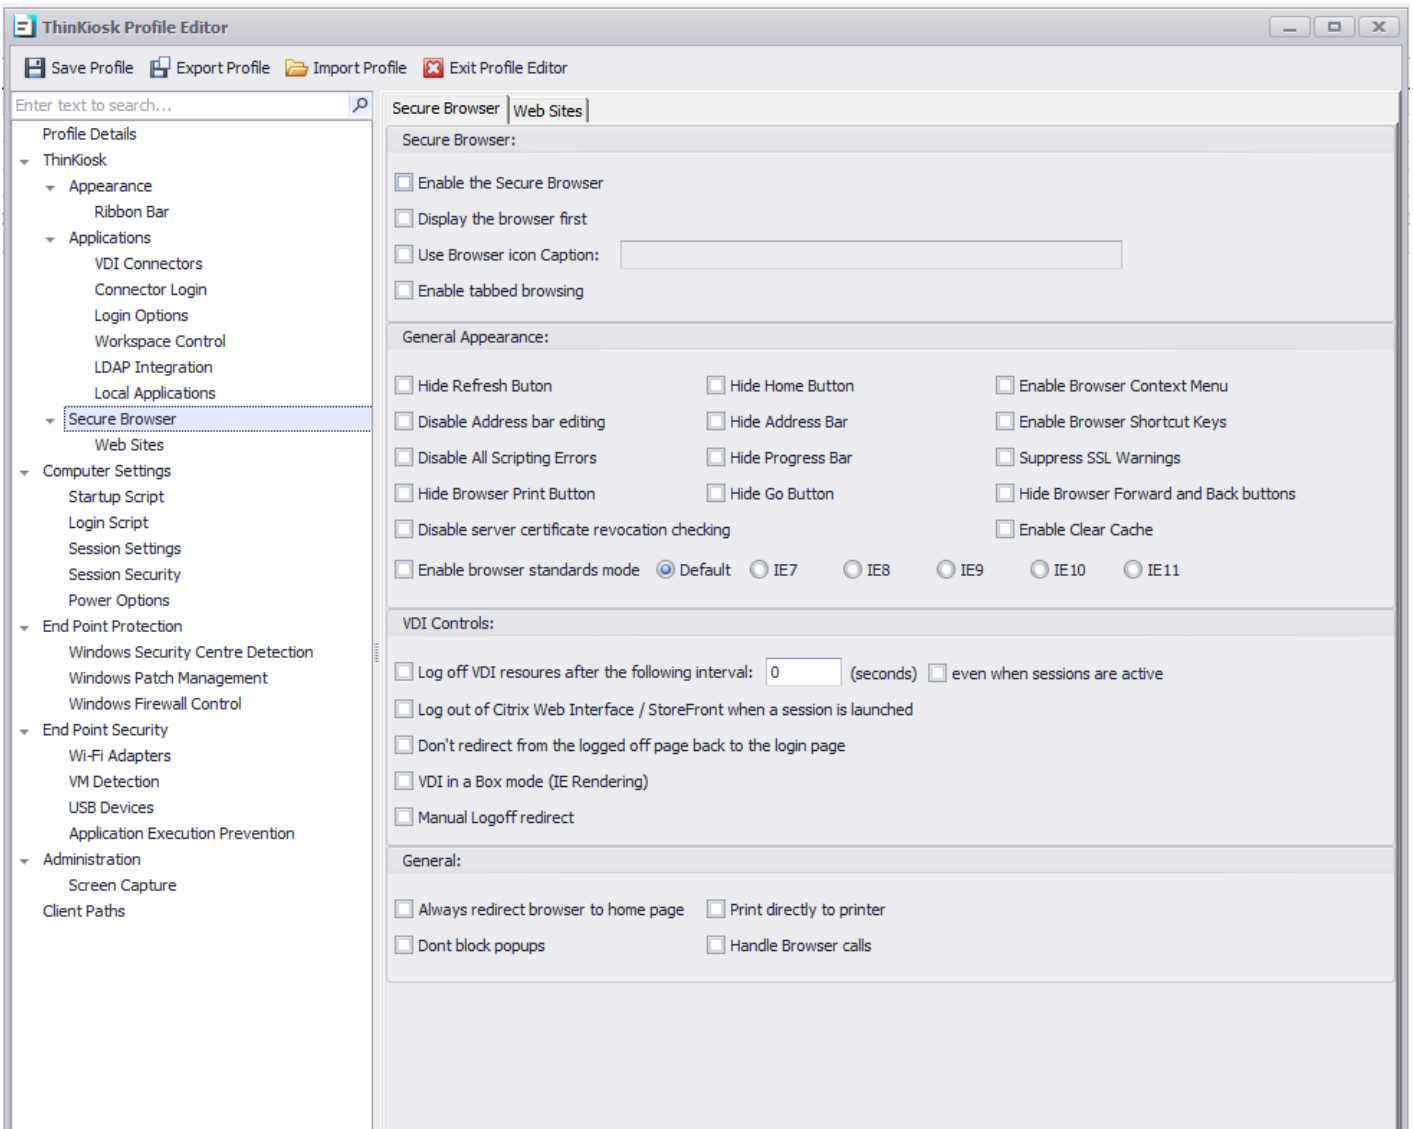 ThinKiosk Profile Editor
Save Profile Export Profile Import Profile Exit Profile Editor
Enter text to search...
Profile Details
ThinKiosk
Appearance
Ribbon Bar
Applications
VDI Connectors
Connector Login
Login Options
Workspace Control
LDAP Integration
Local Applications
Secure Browser
Web Sites
Computer Settings
Startup Script
Login Script
Session Settings
Session Security
Power Options
End Point Protection
Windows Security Centre Detection
Windows Patch Management
Windows Firewall Control
End Point Security
Wi-Fi Adapters
VM Detection
USB Devices
Application Execution Prevention
Administration
Screen Capture
Client Paths
Secure Browser Web Sites
Secure Browser:
Enable the Secure Browser
Display the browser first
Use Browser icon Caption:
Enable tabbed browsing
General Appearance:
Hide Refresh Buton Hide Home Button Enable Browser Context Menu
Disable Address bar editing Hide Address Bar Enable Browser Shortcut Keys
Disable All Scripting Errors Hide Progress Bar Suppress SSL Warnings
Hide Browser Print Button Hide Go Button Hide Browser Forward and Back buttons
Disable server certificate revocation checking Enable Clear Cache
Enable browser standards mode Default IE7 IE8 IE9 IE10 IE11
VDI Controls:
Log off VDI resoures after the following interval: 0 (seconds) even when sessions are active
Log out of Citrix Web Interface / StoreFront when a session is launched
Don't redirect from the logged off page back to the login page
VDI in a Box mode (IE Rendering)
Manual Logoff redirect
General:
Always redirect browser to home page Print directly to printer
Dont block popups Handle Browser calls